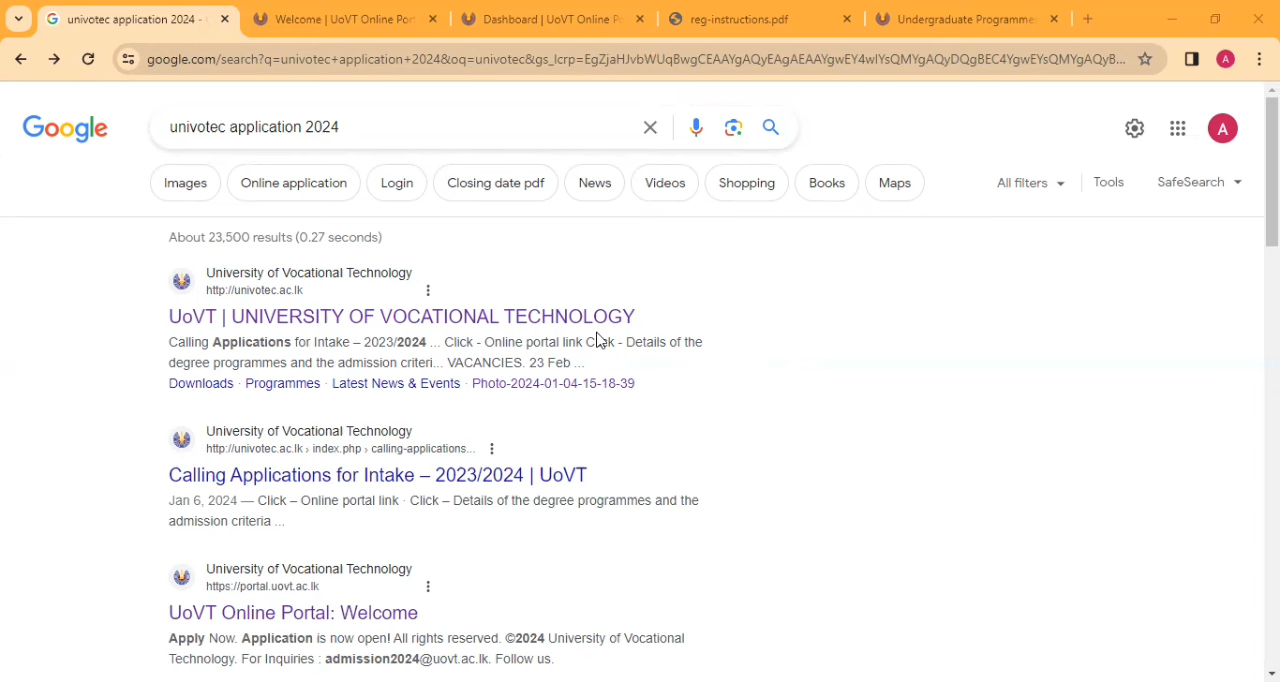 univotec application 2024 -
Welcome | UoVT Online Por
Dashboard | UoVT Online P
reg-instructions.pdf
Undergraduate Programme
google.com/search?q=univotec+application+2024&oq=univotec&gs_lcrp=EgZjaHJvbWUqBwgCEAAYgAQyEAgAEAAYgwEY4wIYsQMYgAQyDQgBEC4YgwEYsQMYgAQyB...
A
Google
univotec application 2024
A
Images
Online application
Login
Closing date pdf
News
Videos
Shopping
Books
Maps
All filters
Tools
SafeSearch
About 23,500 results (0.27 seconds)
University of Vocational Technology
http://univotec.ac.lk
UoVT | UNIVERSITY OF VOCATIONAL TECHNOLOGY
Calling Applications for Intake – 2023/2024 ... Click - Online portal link Click - Details of the
degree programmes and the admission criteri... VACANCIES. 23 Feb ...
Downloads · Programmes · Latest News & Events · Photo-2024-01-04-15-18-39
University of Vocational Technology
http://univotec.ac.lk › index.php › calling-applications...
Calling Applications for Intake – 2023/2024 | UoVT
Jan 6, 2024 — Click – Online portal link · Click – Details of the degree programmes and the
admission criteria ...
University of Vocational Technology
https://portal.uovt.ac.lk
UoVT Online Portal: Welcome
Apply Now. Application is now open! All rights reserved. ©2024 University of Vocational
Technology. For Inquiries : admission2024@uovt.ac.lk. Follow us.